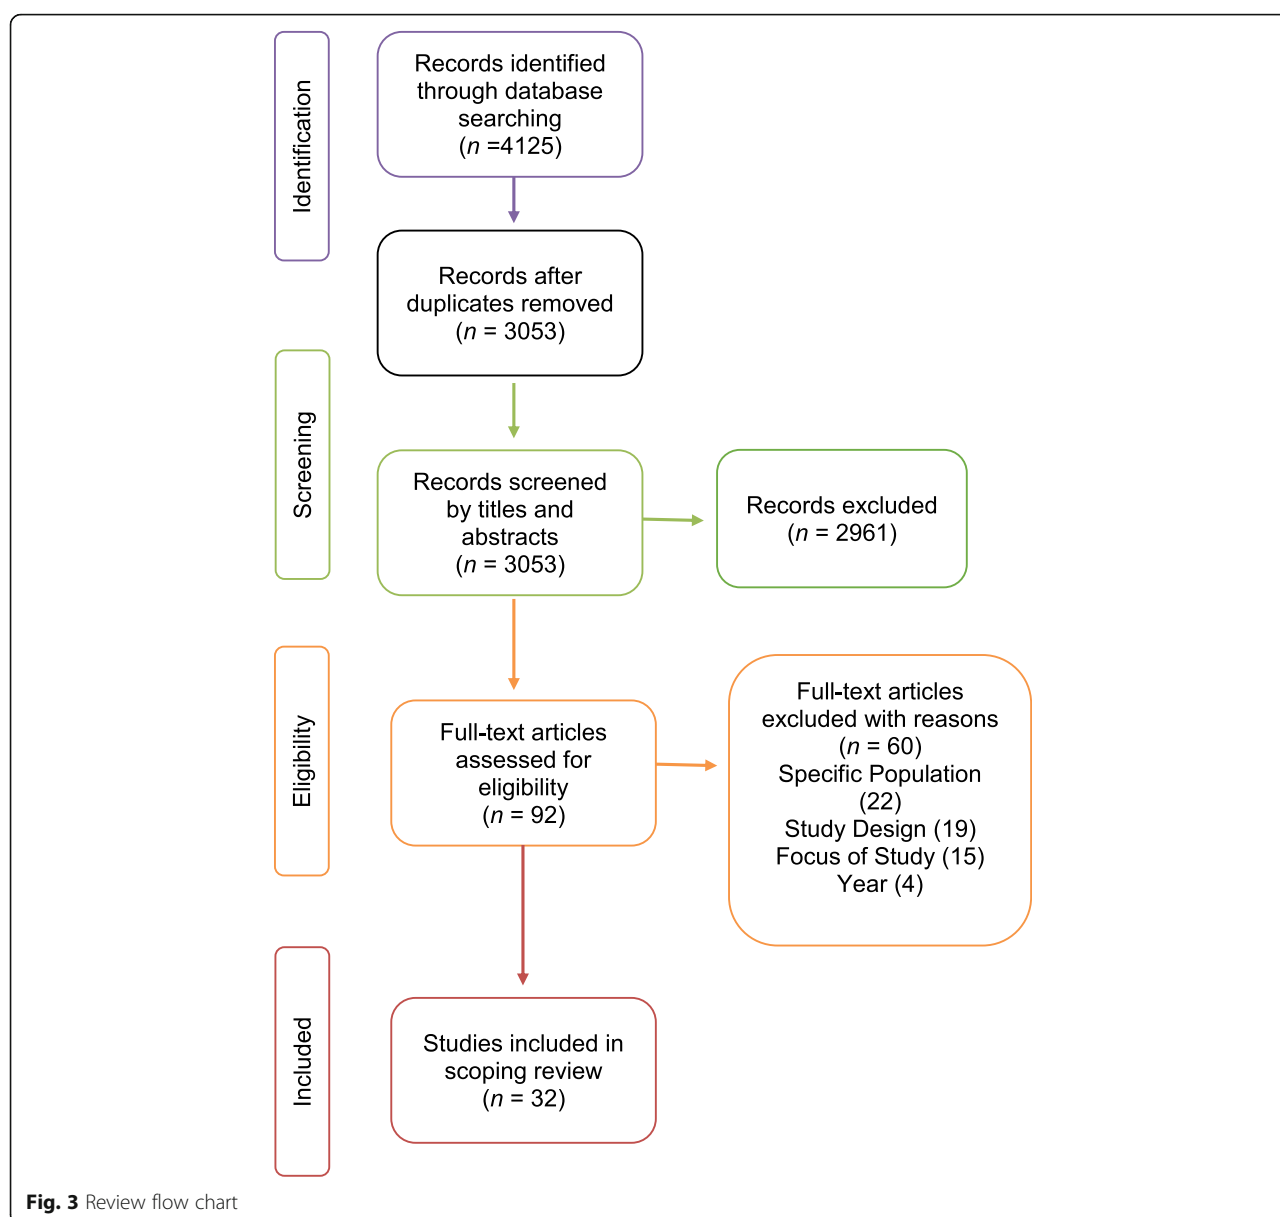 Identification
Records identified
through database
searching
(n =4125)
Records after
duplicates removed
(n = 3053)
Screening
Records screened
by titles and
abstracts
(n = 3053)
Records excluded
(n = 2961)
Eligibility
Full-text articles
assessed for
eligibility
(n = 92)
Full-text articles
excluded with reasons
(n = 60)
Specific Population
(22)
Study Design (19)
Focus of Study (15)
Year (4)
Included
Studies included in
scoping review
(n = 32)
Fig. 3 Review flow chart